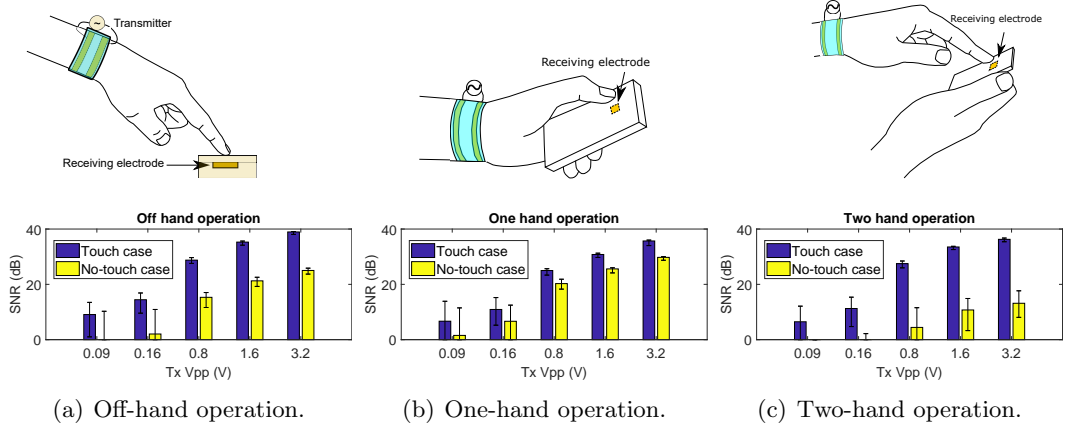 ~ Transmitter
Receiving electrode
~
Receiving electrode
~
Receiving electrode
Off hand operation
40
20
0
SNR (dB)
Touch case
No-touch case
0.09 0.16 0.8 1.6 3.2
Tx Vpp (V)
One hand operation
40
20
0
SNR (dB)
Touch case
No-touch case
0.09 0.16 0.8 1.6 3.2
Tx Vpp (V)
Two hand operation
40
20
0
SNR (dB)
Touch case
No-touch case
0.09 0.16 0.8 1.6 3.2
Tx Vpp (V)
(a) Off-hand operation.
(b) One-hand operation.
(c) Two-hand operation.